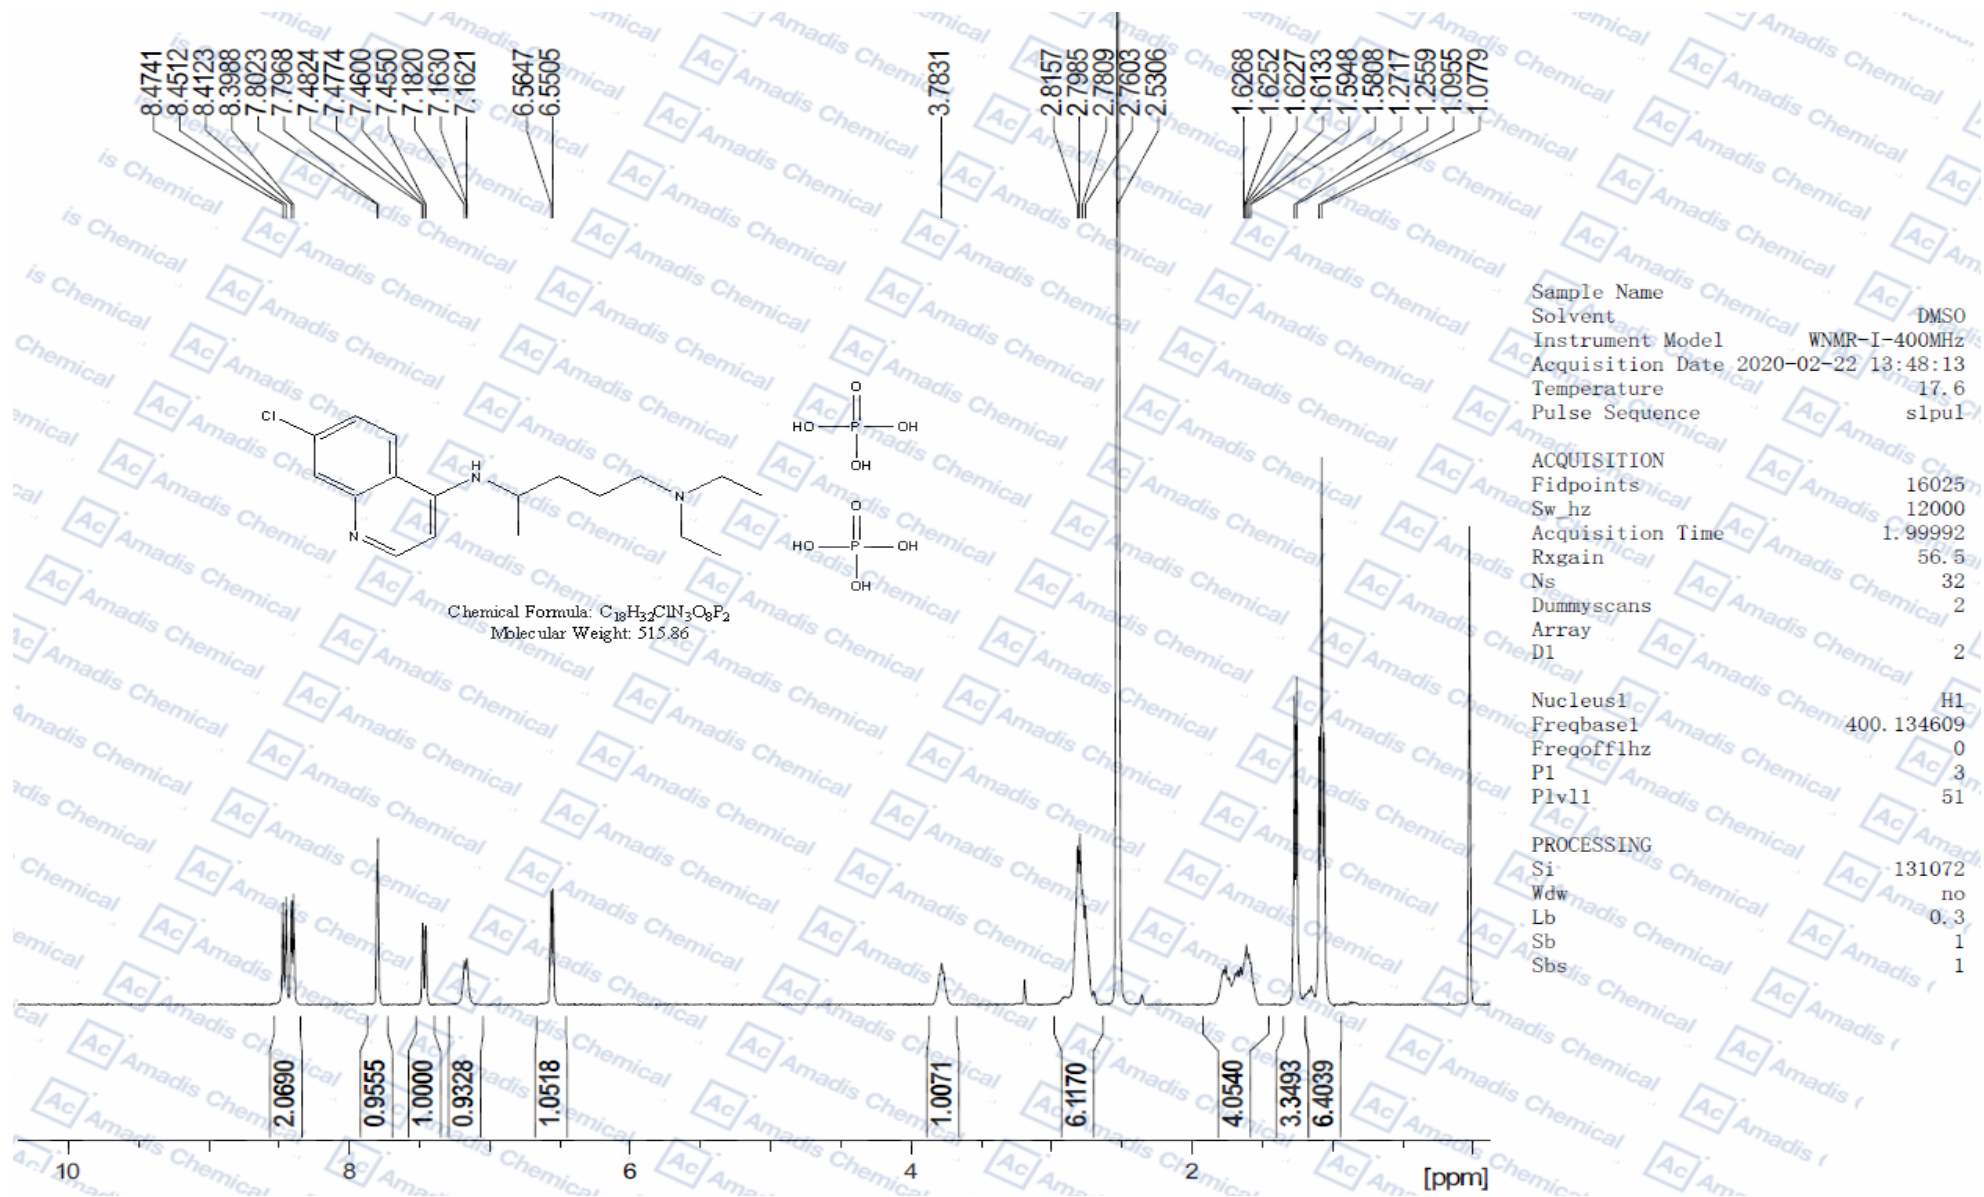 8.4741
8.4512
8.4123
8.3988
7.8023
7.7968
7.4824
7.4774
7.4600
7.4550
7.1820
7.1630
7.1621
6.5647
6.5505
3.7831
2.8157
2.7985
2.7809
2.7603
2.5306
1.6268
1.6252
1.6227
1.6133
1.5948
1.5808
1.2717
1.2559
1.0955
1.0779
Sample Name
Solvent DMSO
Instrument Model WNMR-I-400MHz
Acquisition Date 2020-02-22 13:48:13
Temperature 17.6
Pulse Sequence s1pul
ACQUISITION
Fidpoints 16025
Sw_hz 12000
Acquisition Time 1.99992
Rxgain 56.5
Ns 32
Dummyscans 2
Array
D1 2
Nucleus1 H1
Freqbase1 400.134609
Freqoff1hz 0
P1 3
Plvl1 51
PROCESSING
Si 131072
Wdw no
Lb 0.3
Sb 1
Sbs 1
Cl
N
H
N
N
O
HO P OH
OH
O
HO P OH
OH
Chemical Formula: C18H32ClN3O8P2
Molecular Weight: 515.86
2.0690
0.9555
1.0000
0.9328
1.0518
1.0071
6.1170
4.0540
3.3493
6.4039
10 8 6 4 2 [ppm]
Ac Amadis Chemical